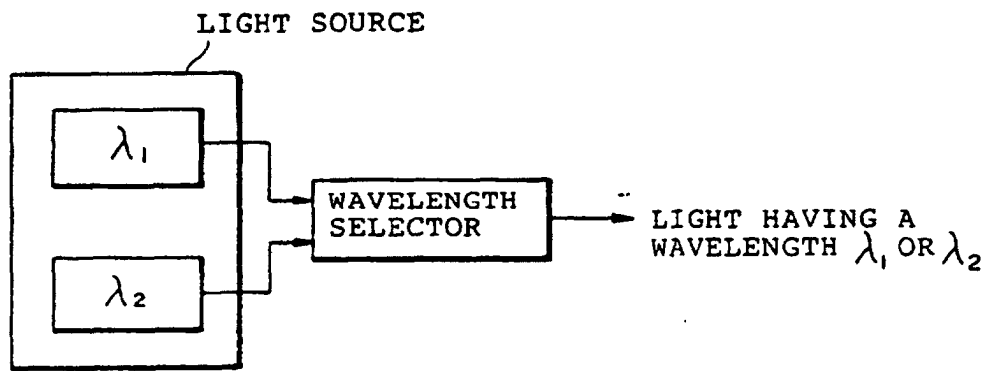 LIGHT SOURCE
λ1
WAVELENGTH
SELECTOR
LIGHT HAVING A
WAVELENGTH λ1 OR λ2
λ2